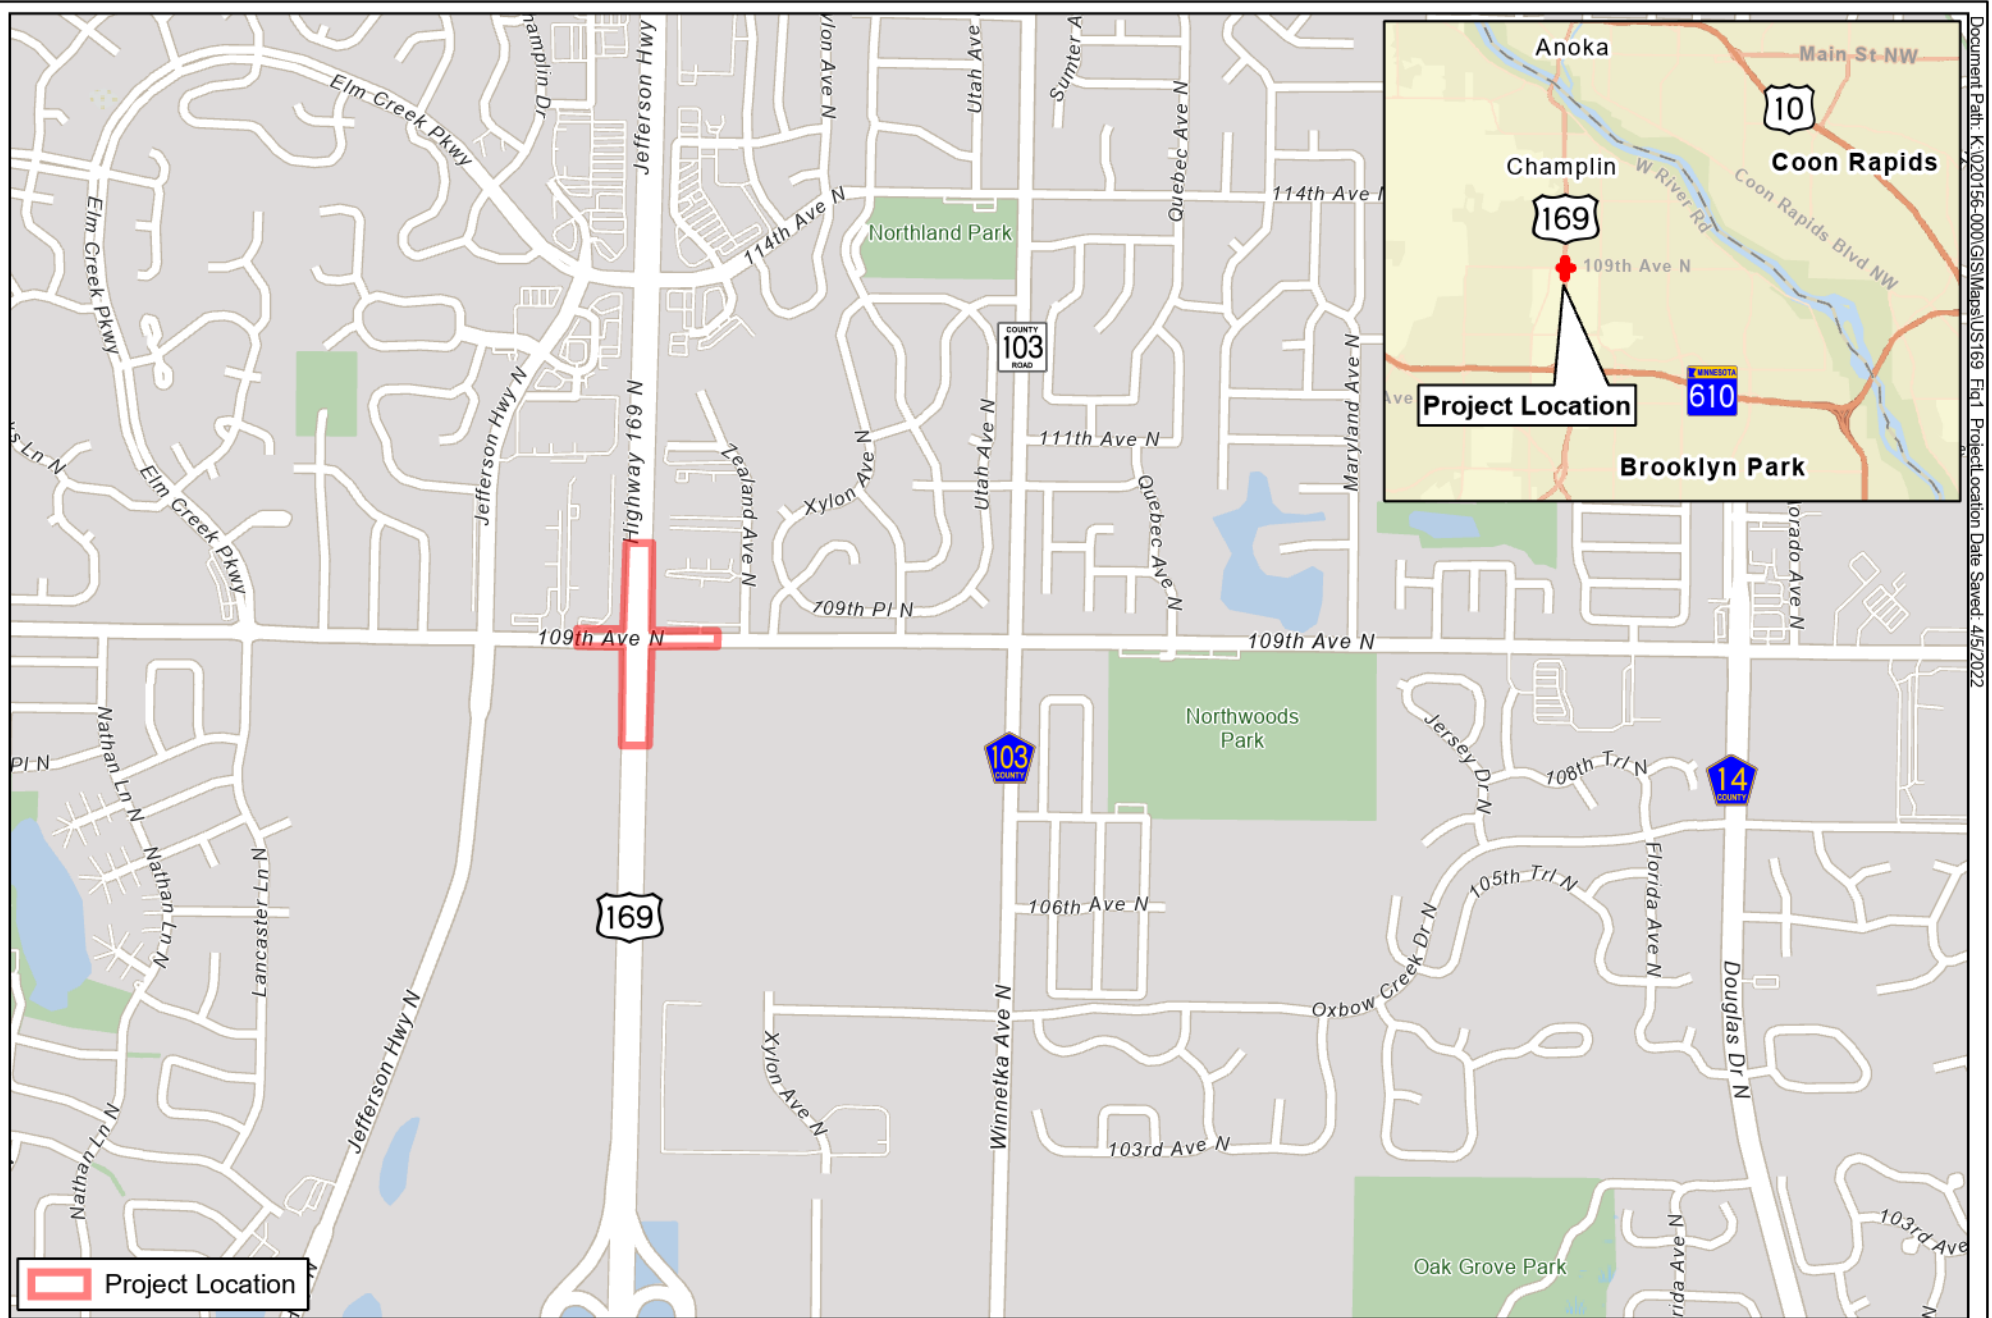 Document Path: K:\020156-000\GIS\Maps\US169_Fig1_ProjectLocation Date Saved: 4/5/2022
Anoka
Main St NW
10
Coon Rapids
Champlin
W River Rd
Coon Rapids Blvd NW
169
109th Ave N
Project Location
Ave
MINNESOTA
610
Brooklyn Park
Jefferson Hwy
Utah Ave
Elm Creek Pkwy
Quebec Ave N
114th Ave N
Northland Park
Elm Creek Pkwy
COUNTY
103
ROAD
Maryland Ave N
Jefferson Hwy N
Highway 169 N
Zealand Ave N
Xylon Ave N
Utah Ave N
111th Ave N
Quebec Ave N
Elm Creek Pkwy
109th Pl N
109th Ave N
109th Ave N
Northwoods
Park
Nathan Ln N
Pl N
Jersey Dr N
108th Trl N
103
COUNTY
14
COUNTY
Nathan Ln N
Lancaster Ln N
169
106th Ave N
105th Trl N
Florida Ave N
Oxbow Creek Dr N
Douglas Dr N
Jefferson Hwy N
Xylon Ave N
Winnetka Ave N
103rd Ave N
Nathan Ln N
103rd Ave
Oak Grove Park
Project Location